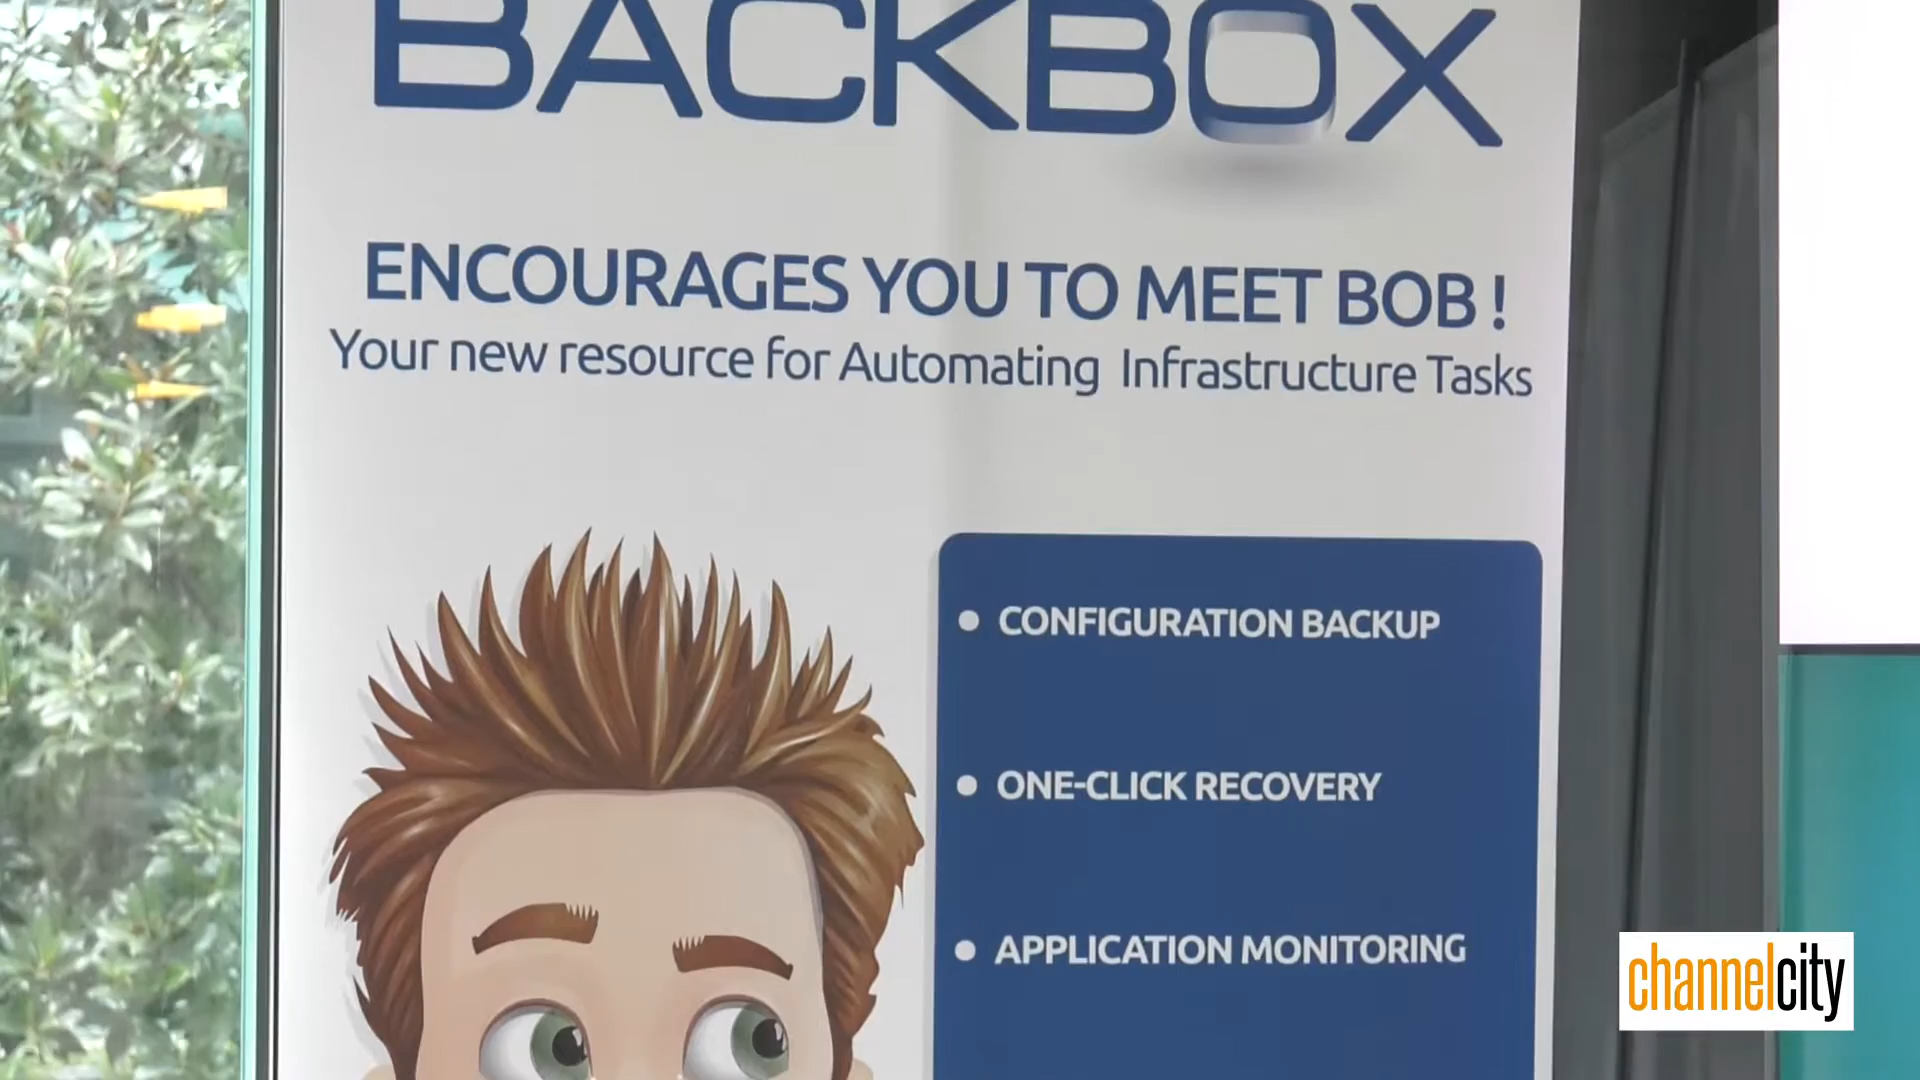 BACKBOX
ENCOURAGES YOU TO MEET BOB !
Your new resource for Automating Infrastructure Tasks
• CONFIGURATION BACKUP
• ONE-CLICK RECOVERY
• APPLICATION MONITORING
channelcity